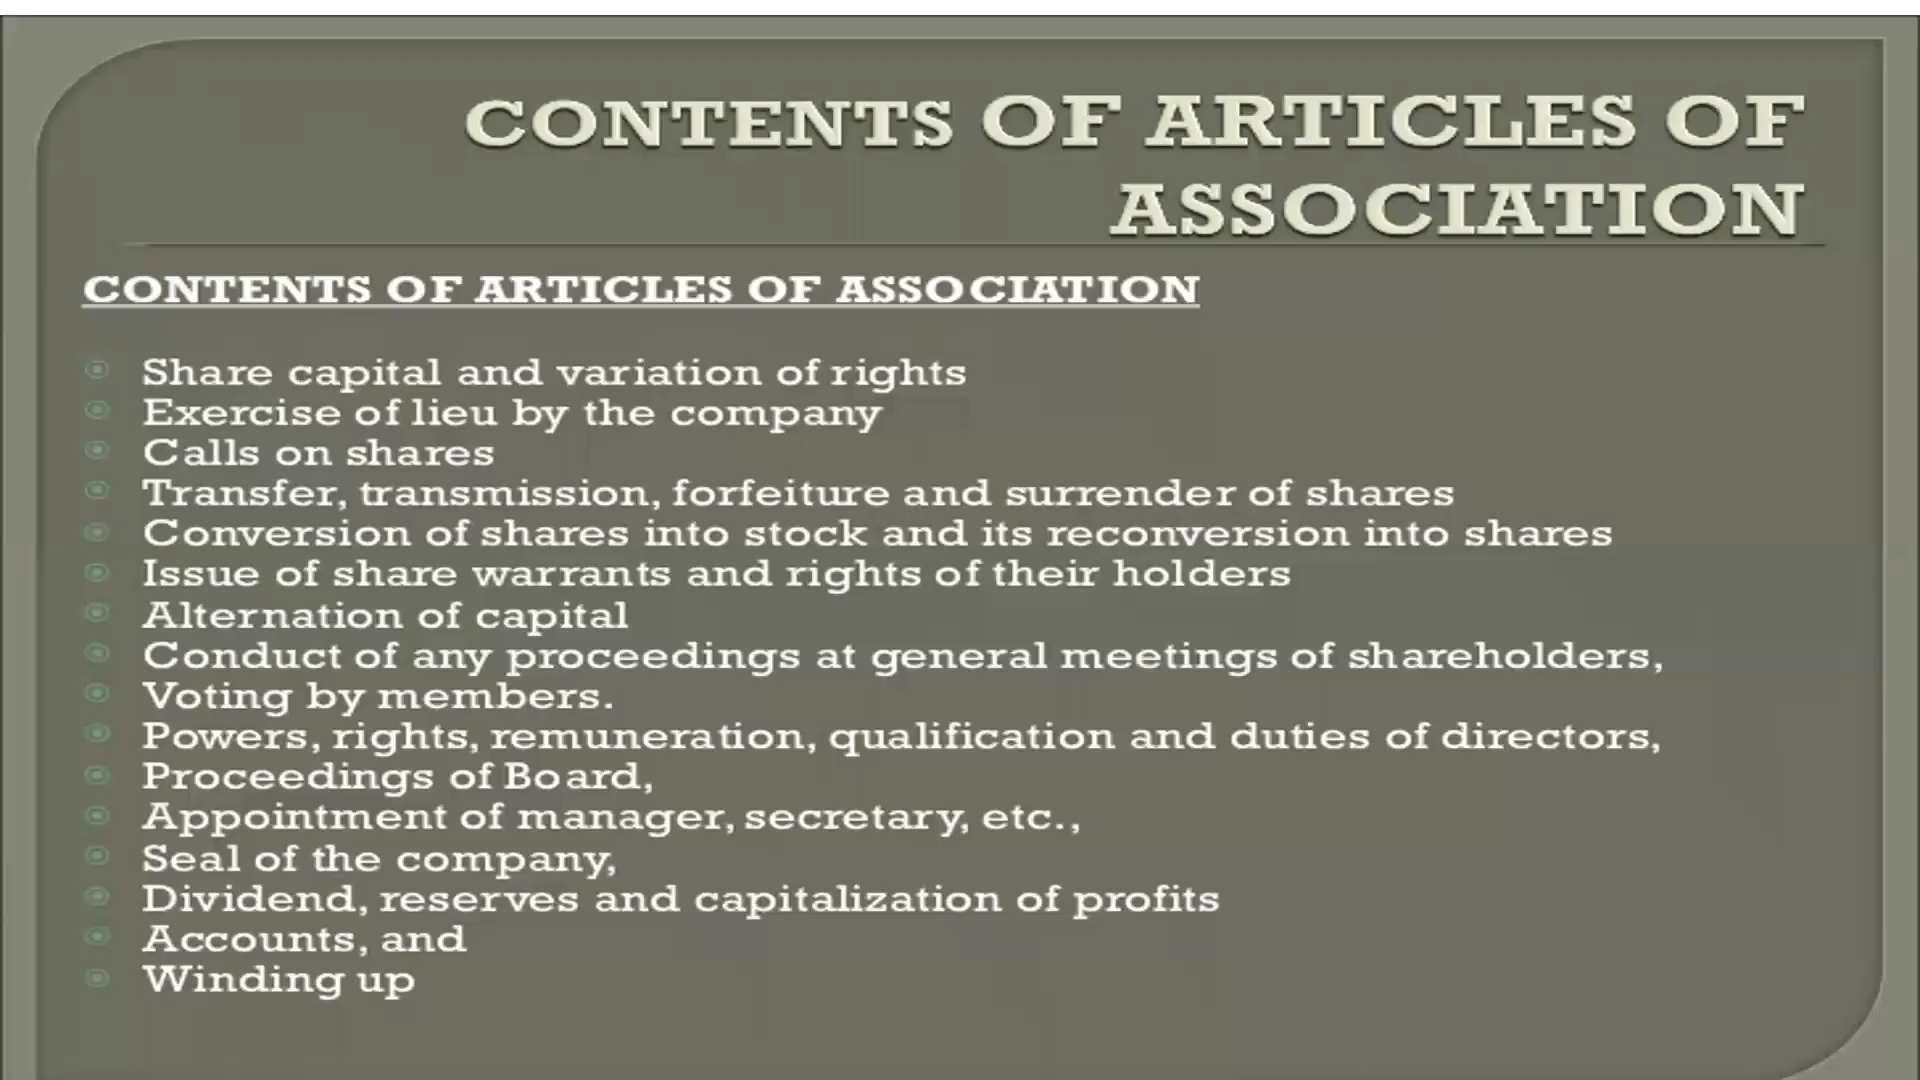 CONTENTS OF ARTICLES OF
ASSOCIATION
CONTENTS OF ARTICLES OF ASSOCIATION
Share capital and variation of rights
Exercise of lieu by the company
Calls on shares
Transfer, transmission, forfeiture and surrender of shares
Conversion of shares into stock and its reconversion into shares
Issue of share warrants and rights of their holders
Alternation of capital
Conduct of any proceedings at general meetings of shareholders,
Voting by members.
Powers, rights, remuneration, qualification and duties of directors,
Proceedings of Board,
Appointment of manager, secretary, etc.,
Seal of the company,
Dividend, reserves and capitalization of profits
Accounts, and
Winding up